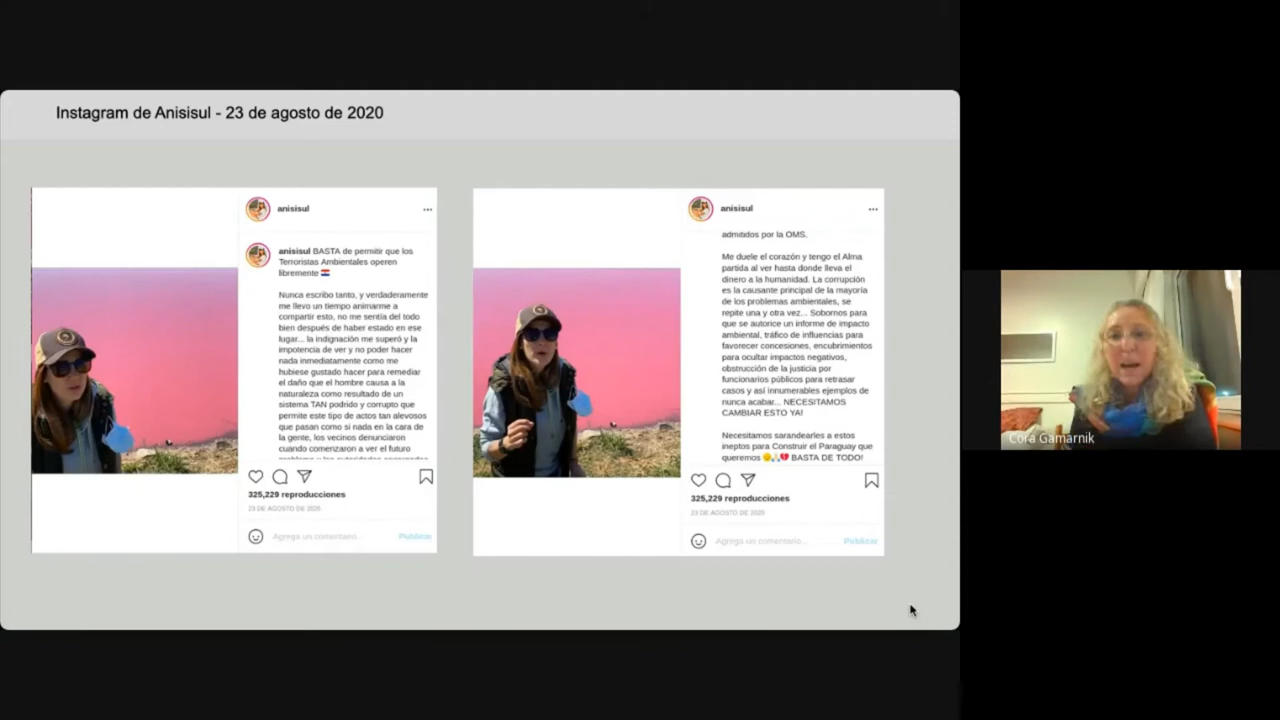 Instagram de Anisisul - 23 de agosto de 2020
anisisul
anisisul BASTA de permitir que los
Terroristas Ambientales operen
libremente 🇵🇾
Nunca escribo tanto, y verdaderamente
me llevo un tiempo animarme a
compartir esto, no me sentía del todo
bien después de haber estado en ese
lugar... la indignación me superó y la
impotencia de ver y no poder hacer
nada inmediatamente como me
hubiese gustado hacer para remediar
el daño que el hombre causa a la
naturaleza como resultado de un
sistema TAN podrido y corrupto que
permite este tipo de actos tan alevosos
que pasan como si nada en la cara de
la gente, los vecinos denunciaron
cuando comenzaron a ver el futuro
325,229 reproducciones
23 DE AGOSTO DE 2020
Agrega un comentario...
Publicar
anisisul
admitidos por la OMS.
Me duele el corazón y tengo el Alma
partida al ver hasta donde lleva el
dinero a la humanidad. La corrupción
es la causante principal de la mayoría
de los problemas ambientales, se
repite una y otra vez... Sobornos para
que se autorice un informe de impacto
ambiental, tráfico de influencias para
favorecer concesiones, encubrimientos
para ocultar impactos negativos,
obstrucción de la justicia por
funcionarios públicos para retrasar
casos y así innumerables ejemplos de
nunca acabar... NECESITAMOS
CAMBIAR ESTO YA!
Necesitamos sarandearles a estos
ineptos para Construir el Paraguay que
queremos 😢🙏💔 BASTA DE TODO!
325,229 reproducciones
23 DE AGOSTO DE 2020
Agrega un comentario...
Publicar
Cora Gamarnik